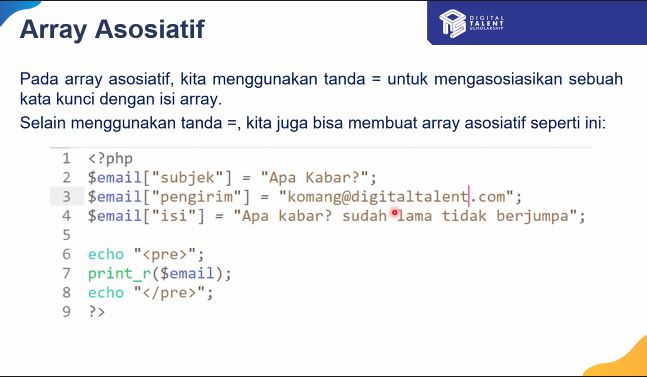 Array Asosiatif
DIGITAL
TALENT
SCHOLARSHIP
Pada array asosiatif, kita menggunakan tanda = untuk mengasosiasikan sebuah
kata kunci dengan isi array.
Selain menggunakan tanda =, kita juga bisa membuat array asosiatif seperti ini:
1 <?php
2 $email["subjek"] = "Apa Kabar?";
3 $email["pengirim"] = "komang@digitaltalent.com";
4 $email["isi"] = "Apa kabar? sudah lama tidak berjumpa";
5
6 echo "<pre>";
7 print_r($email);
8 echo "</pre>";
9 ?>